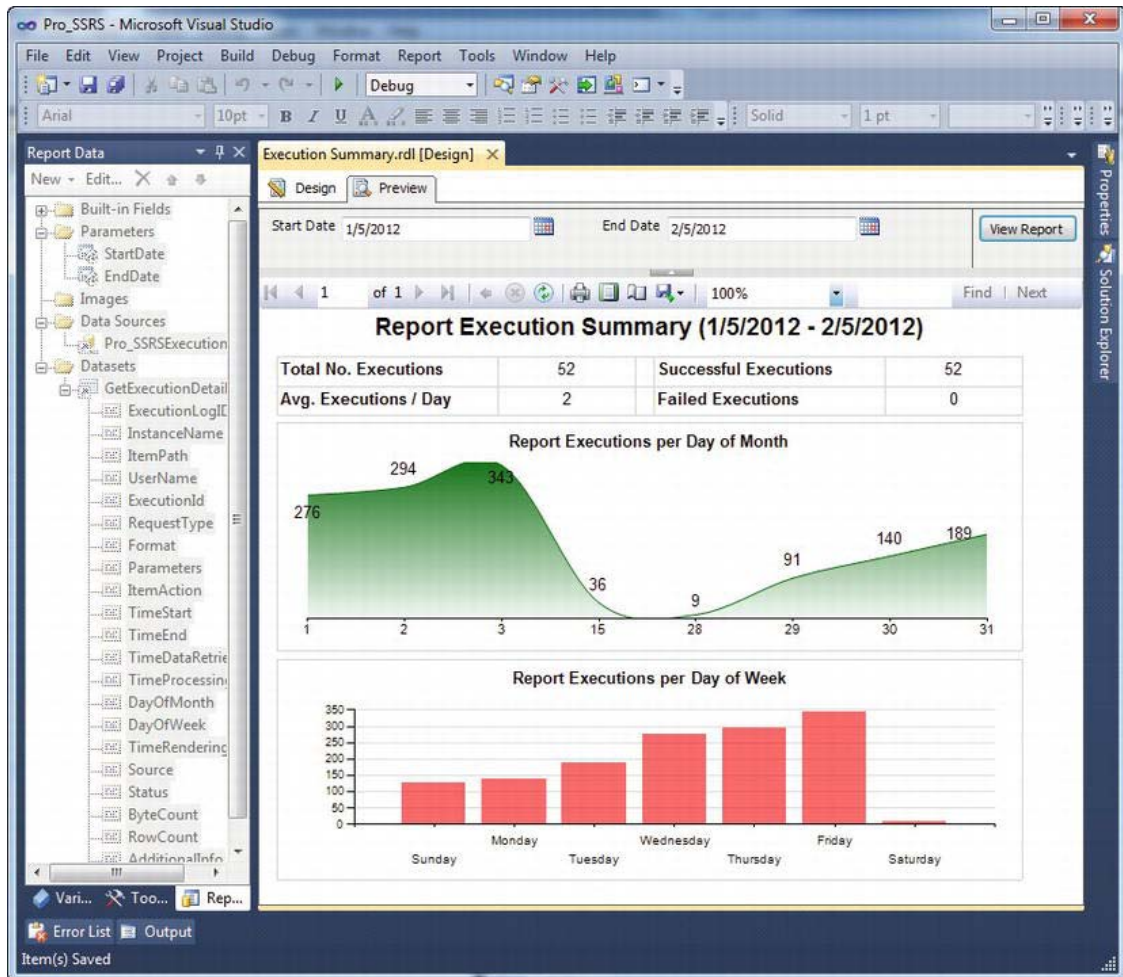 Pro_SSRS - Microsoft Visual Studio
File Edit View Project Build Debug Format Report Tools Window Help
Debug
Arial 10pt B I U A Solid 1 pt
Report Data
New Edit...
Built-in Fields
Parameters
StartDate
EndDate
Images
Data Sources
Pro_SSRSExecution
Datasets
GetExecutionDetail
ExecutionLogID
InstanceName
ItemPath
UserName
ExecutionId
RequestType
Format
Parameters
ItemAction
TimeStart
TimeEnd
TimeDataRetrie
TimeProcessing
DayOfMonth
DayOfWeek
TimeRendering
Source
Status
ByteCount
RowCount
AdditionalInfo
Vari... Too... Rep...
Execution Summary.rdl [Design]
Design Preview
Start Date 1/5/2012 End Date 2/5/2012 View Report
1 of 1 100% Find | Next
Report Execution Summary (1/5/2012 - 2/5/2012)
Total No. Executions 52 Successful Executions 52
Avg. Executions / Day 2 Failed Executions 0
Report Executions per Day of Month
276 294 343 36 9 91 140 189
1 2 3 15 28 29 30 31
Report Executions per Day of Week
350
300
250
200
150
100
50
0
Monday Wednesday Friday
Sunday Tuesday Thursday Saturday
Properties
Solution Explorer
Error List Output
Item(s) Saved